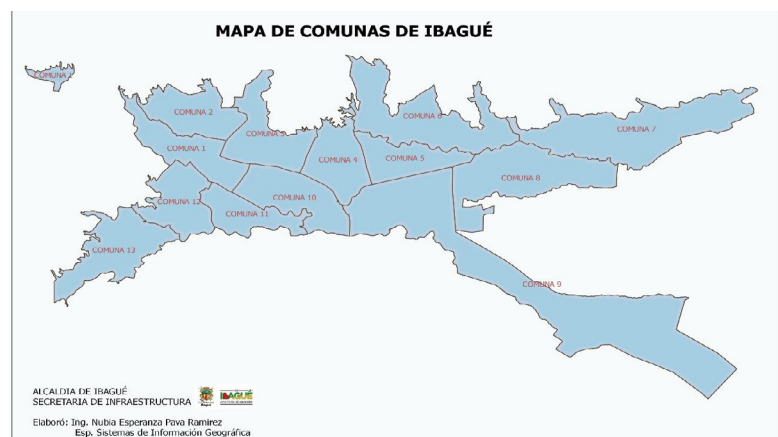 MAPA DE COMUNAS DE IBAGUÉ
COMUNA
COMUNA 2
COMUNA 3
COMUNA 6
COMUNA 7
COMUNA 1
COMUNA 4
COMUNA 5
COMUNA 8
COMUNA 12
COMUNA 10
COMUNA 11
COMUNA 13
COMUNA 9
ALCALDIA DE IBAGUÉ
SECRETARIA DE INFRAESTRUCTURA
IBAGUÉ
Elaboró: Ing. Nubia Esperanza Pava Ramirez
Esp. Sistemas de Información Geográfica